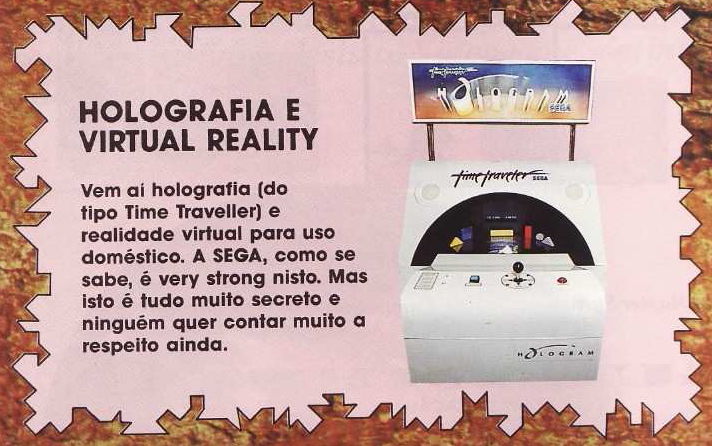 HOLOGRAFIA E
VIRTUAL REALITY
Vem aí holografia (do
tipo Time Traveller) e
realidade virtual para uso
doméstico. A SEGA, como se
sabe, é very strong nisto. Mas
isto é tudo muito secreto e
ninguém quer contar muito a
respeito ainda.
HOLOGRAM
SEGA
time traveler SEGA
HOLOGRAM